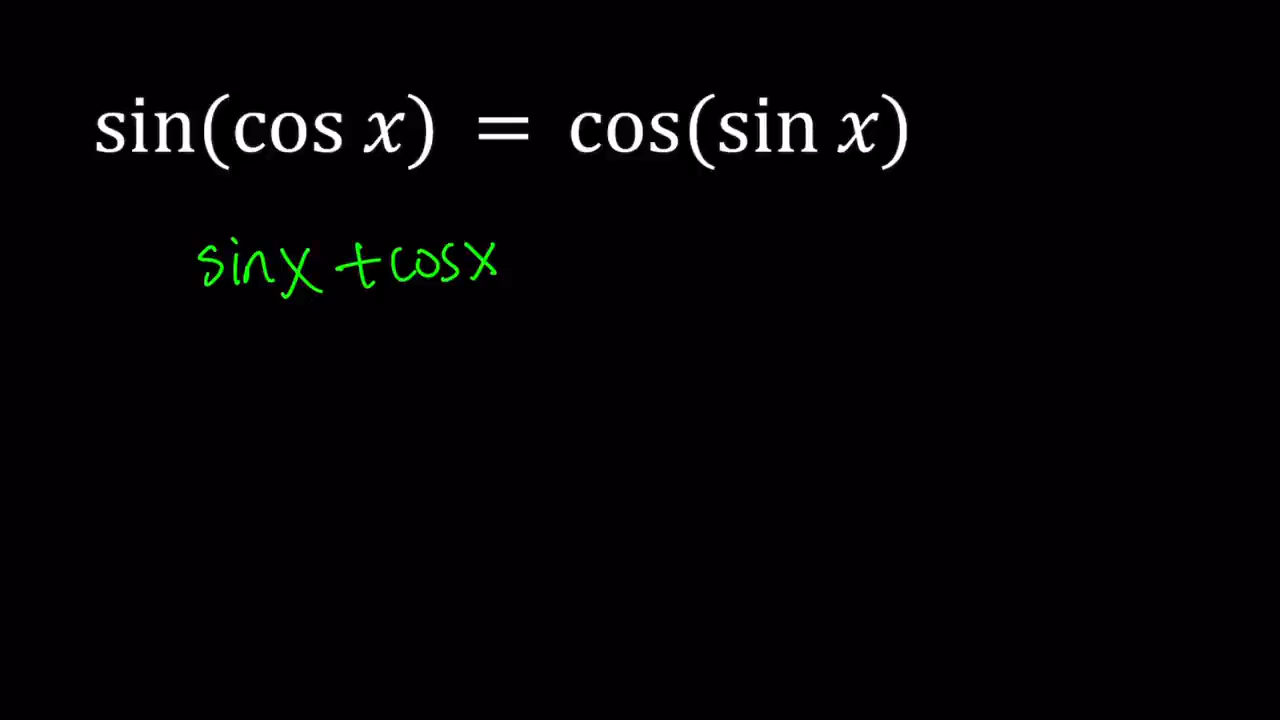 sin(cos x) = cos(sin x)
sinx + cosx